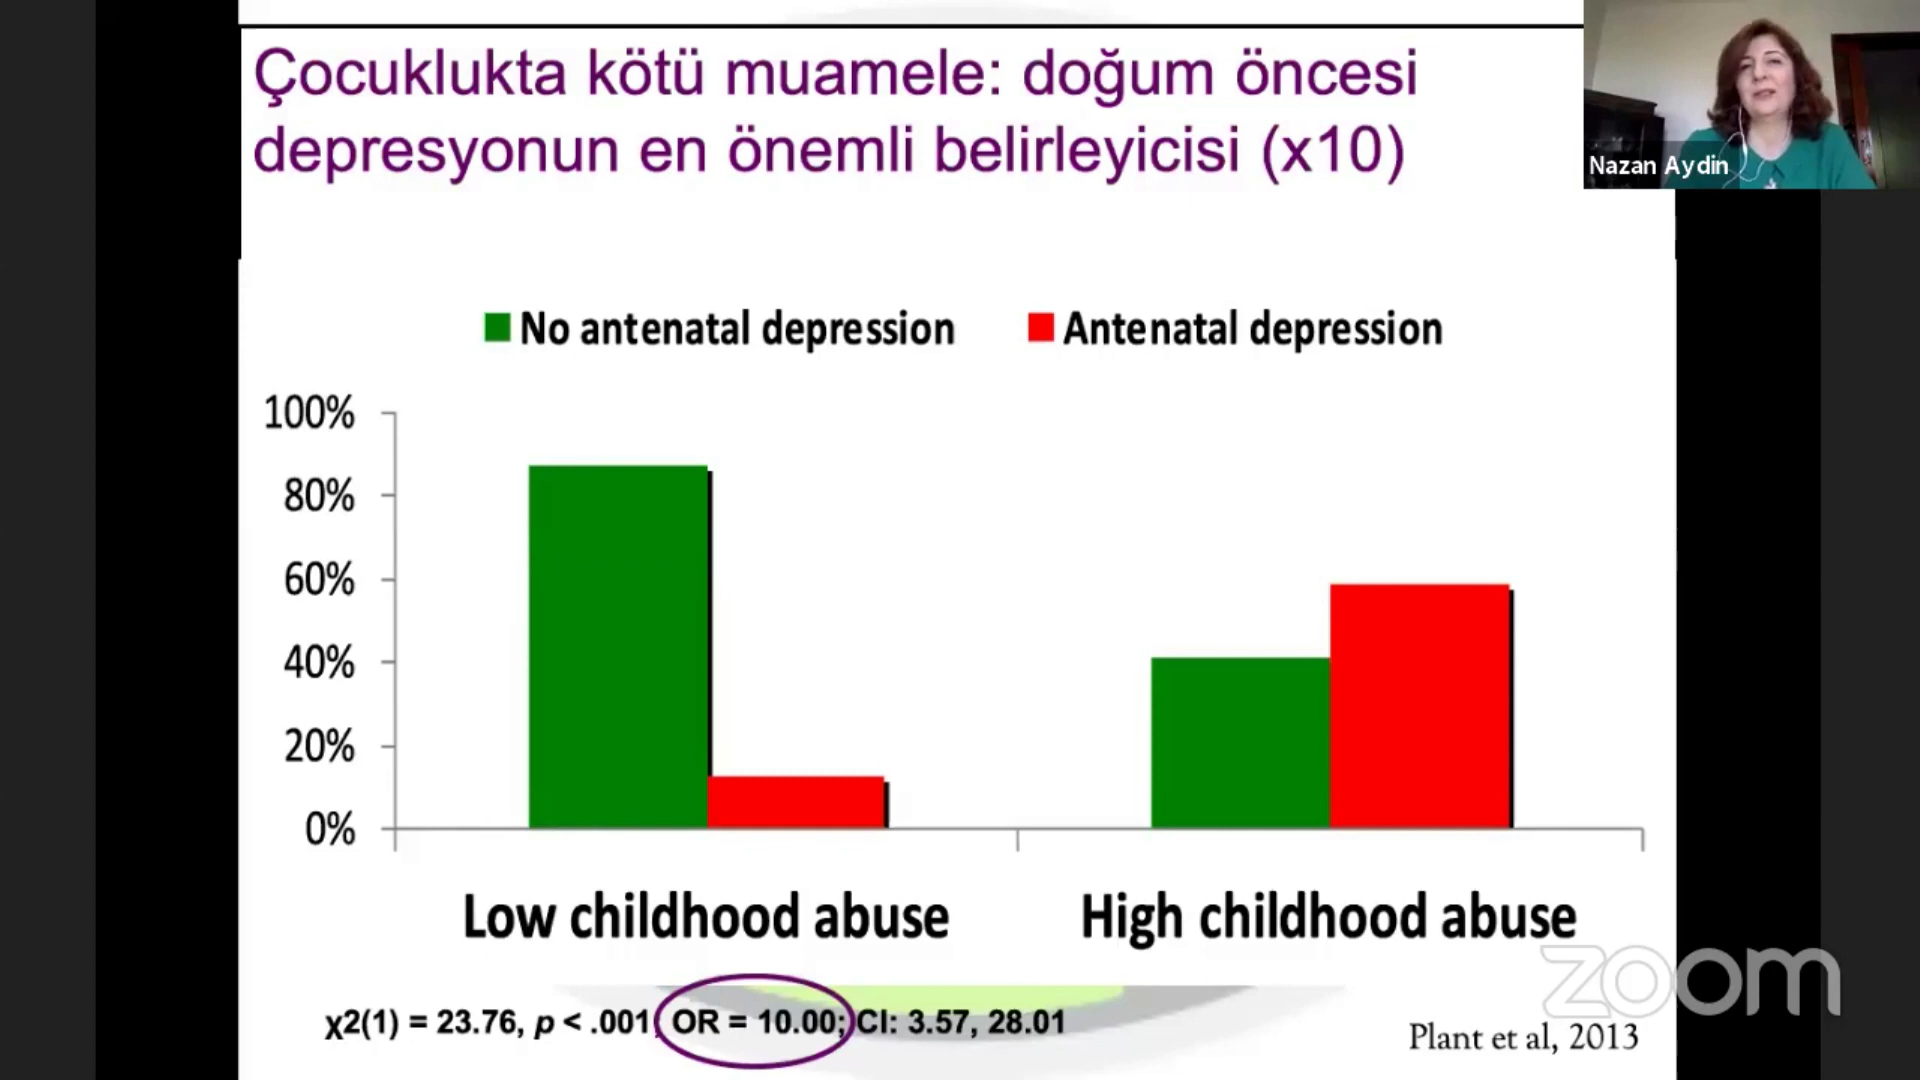 Çocuklukta kötü muamele: doğum öncesi
depresyonun en önemli belirleyicisi (x10)
Nazan Aydin
No antenatal depression
Antenatal depression
100%
80%
60%
40%
20%
0%
Low childhood abuse
High childhood abuse
zoom
χ2(1) = 23.76, p < .001, OR = 10.00; CI: 3.57, 28.01
Plant et al, 2013